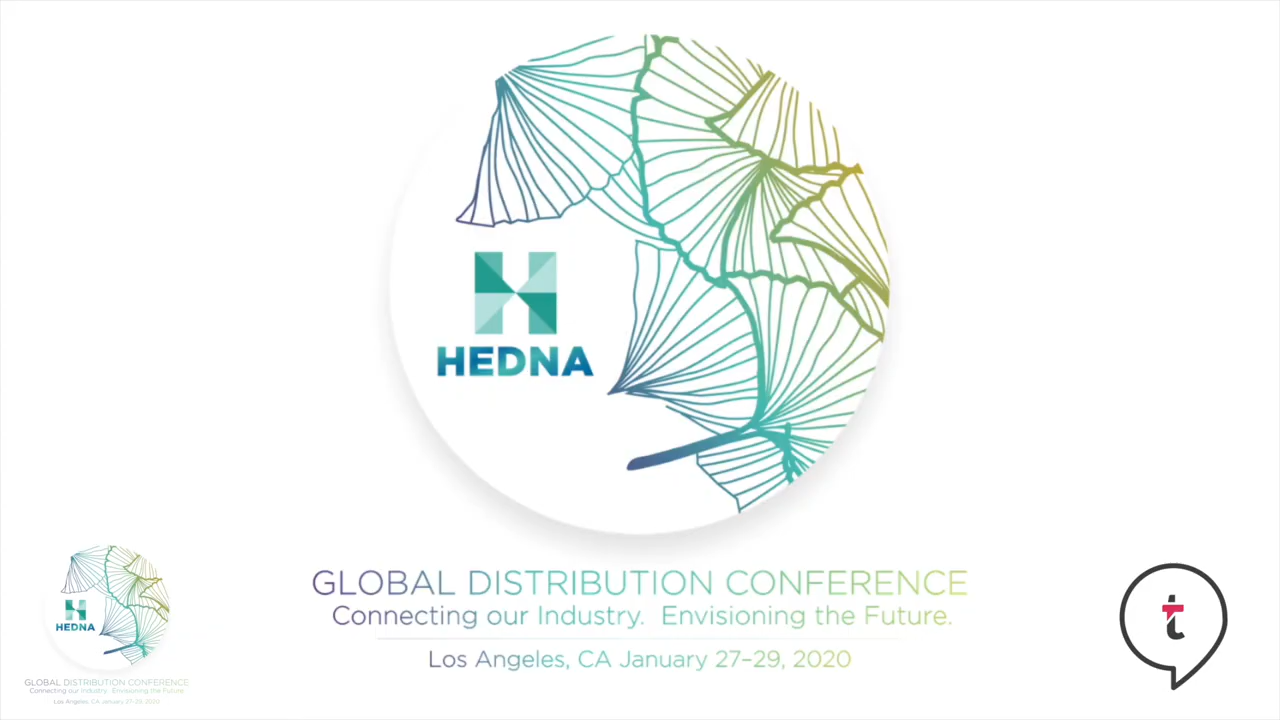 HEDNA
GLOBAL DISTRIBUTION CONFERENCE
Connecting our Industry. Envisioning the Future.
Los Angeles, CA January 27-29, 2020
HEDNA
GLOBAL DISTRIBUTION CONFERENCE
Connecting our Industry. Envisioning the Future.
Los Angeles, CA January 27-29, 2020
t